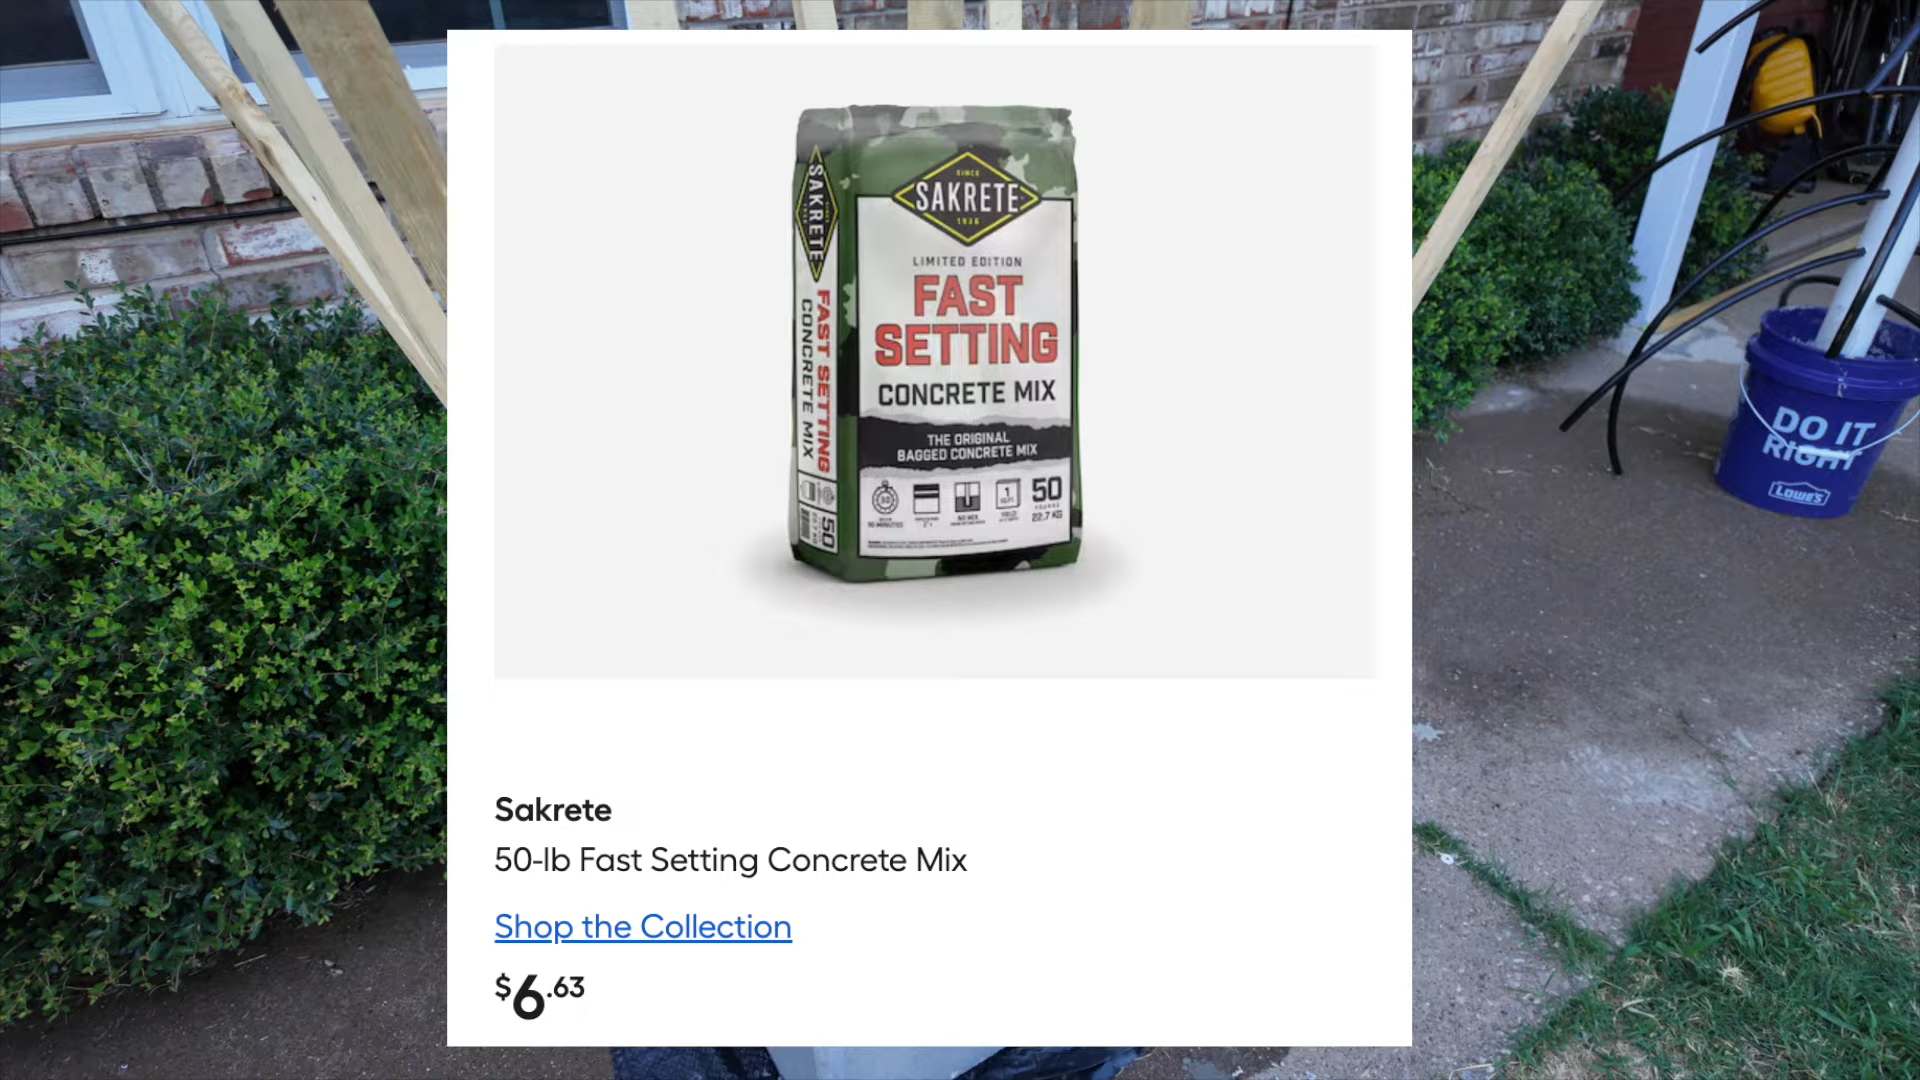 SINCE
SAKRETE
1936
LIMITED EDITION
FAST
SETTING
CONCRETE MIX
THE ORIGINAL
BAGGED CONCRETE MIX
50
22.7 KG
SAKRETE
FAST SETTING
CONCRETE MIX
50
DO IT
RIGHT
LOWE'S
Sakrete
50-lb Fast Setting Concrete Mix
Shop the Collection
$6.63